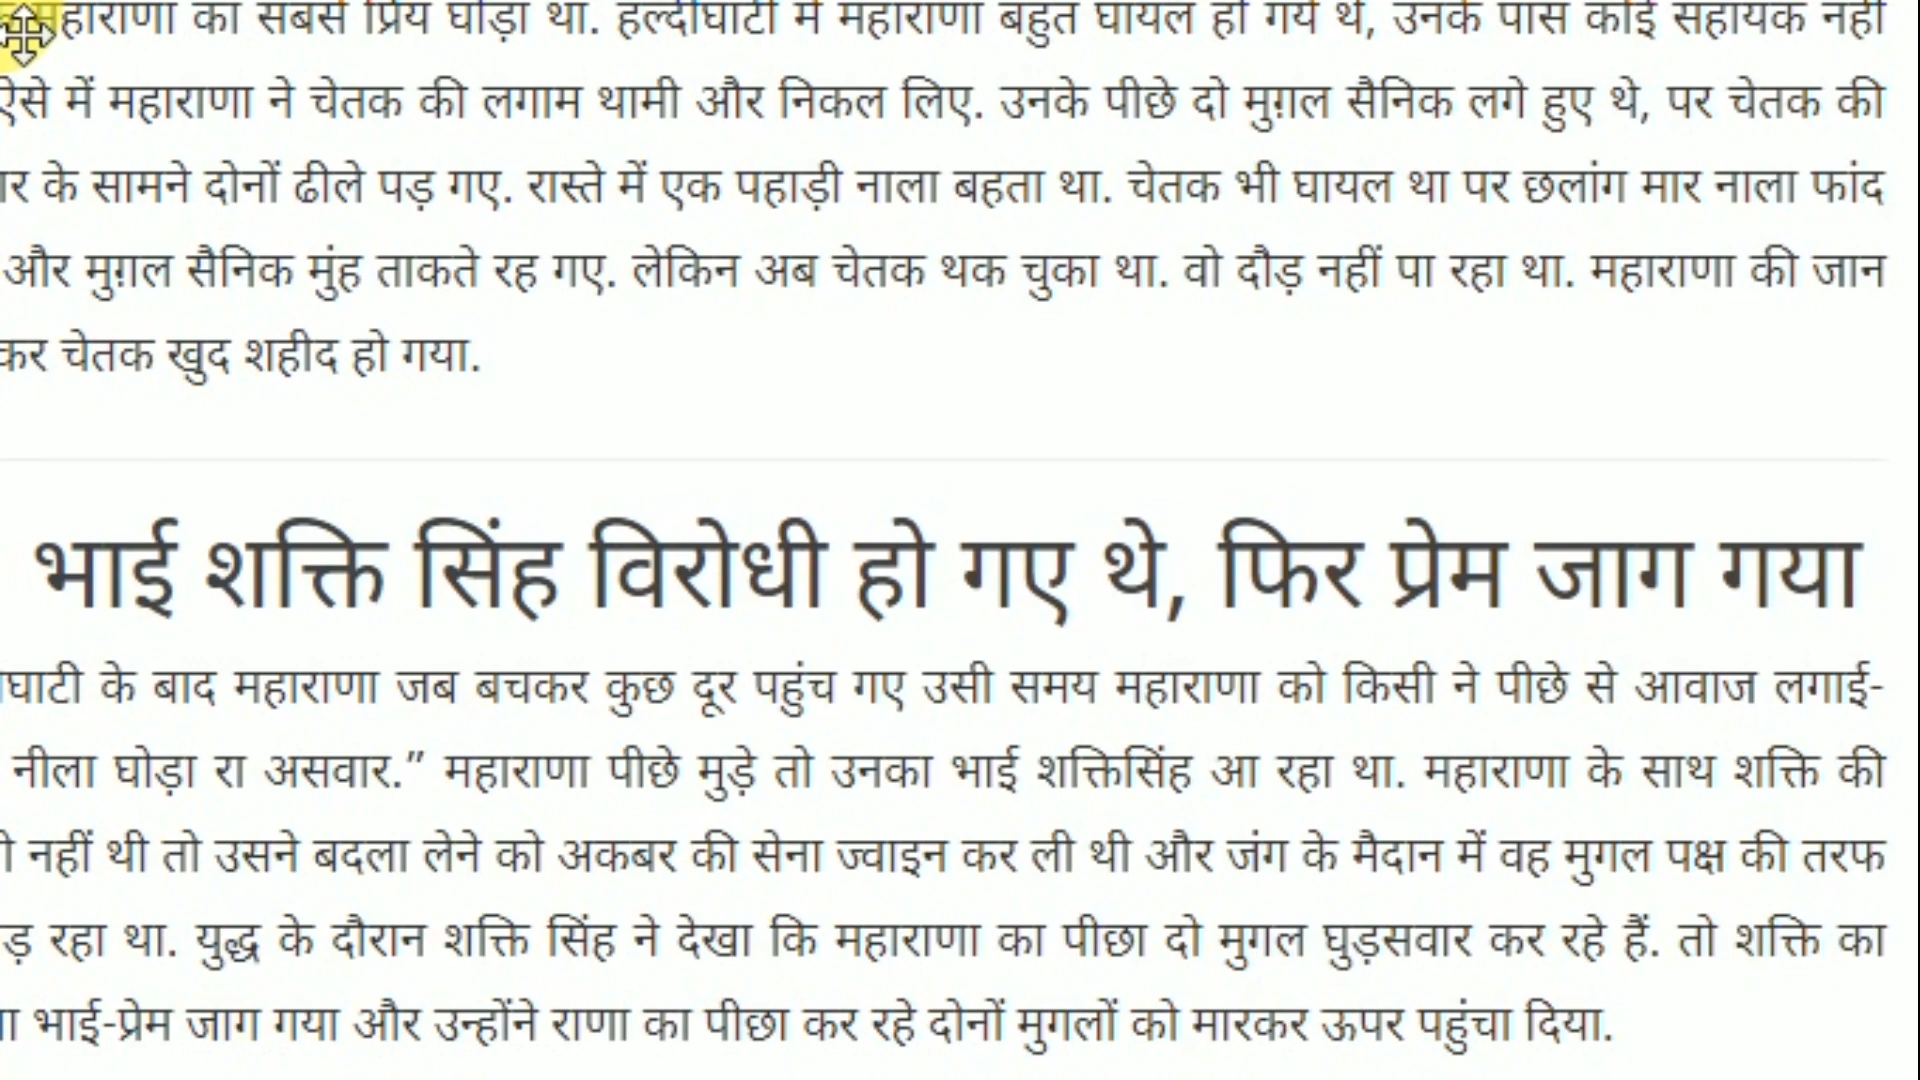 का सबसे प्रिय घोड़ा था. हल्दीघाटी में महाराणा बहुत घायल हो गये थे, उनके पास कोई सहायक नहीं
ऐसे में महाराणा ने चेतक की लगाम थामी और निकल लिए. उनके पीछे दो मुग़ल सैनिक लगे हुए थे, पर चेतक की
के सामने दोनों ढीले पड़ गए. रास्ते में एक पहाड़ी नाला बहता था. चेतक भी घायल था पर छलांग मार नाला फांद
और मुग़ल सैनिक मुंह ताकते रह गए. लेकिन अब चेतक थक चुका था. वो दौड़ नहीं पा रहा था. महाराणा की जान
कर चेतक खुद शहीद हो गया.
भाई शक्ति सिंह विरोधी हो गए थे, फिर प्रेम जाग गया
के बाद महाराणा जब बचकर कुछ दूर पहुंच गए उसी समय महाराणा को किसी ने पीछे से आवाज लगाई-
नीला घोड़ा रा असवार.” महाराणा पीछे मुड़े तो उनका भाई शक्तिसिंह आ रहा था. महाराणा के साथ शक्ति की
नहीं थी तो उसने बदला लेने को अकबर की सेना ज्वाइन कर ली थी और जंग के मैदान में वह मुगल पक्ष की तरफ
रहा था. युद्ध के दौरान शक्ति सिंह ने देखा कि महाराणा का पीछा दो मुगल घुड़सवार कर रहे हैं. तो शक्ति का
भाई-प्रेम जाग गया और उन्होंने राणा का पीछा कर रहे दोनों मुगलों को मारकर ऊपर पहुंचा दिया.